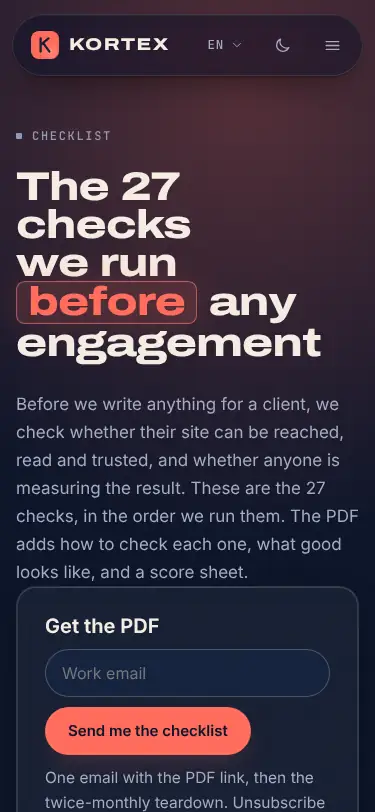 KORTEX
EN
CHECKLIST
The 27
checks
we run
before any
engagement
Before we write anything for a client, we
check whether their site can be reached,
read and trusted, and whether anyone is
measuring the result. These are the 27
checks, in the order we run them. The PDF
adds how to check each one, what good
looks like, and a score sheet.
Get the PDF
Work email
Send me the checklist
One email with the PDF link, then the
twice-monthly teardown. Unsubscribe